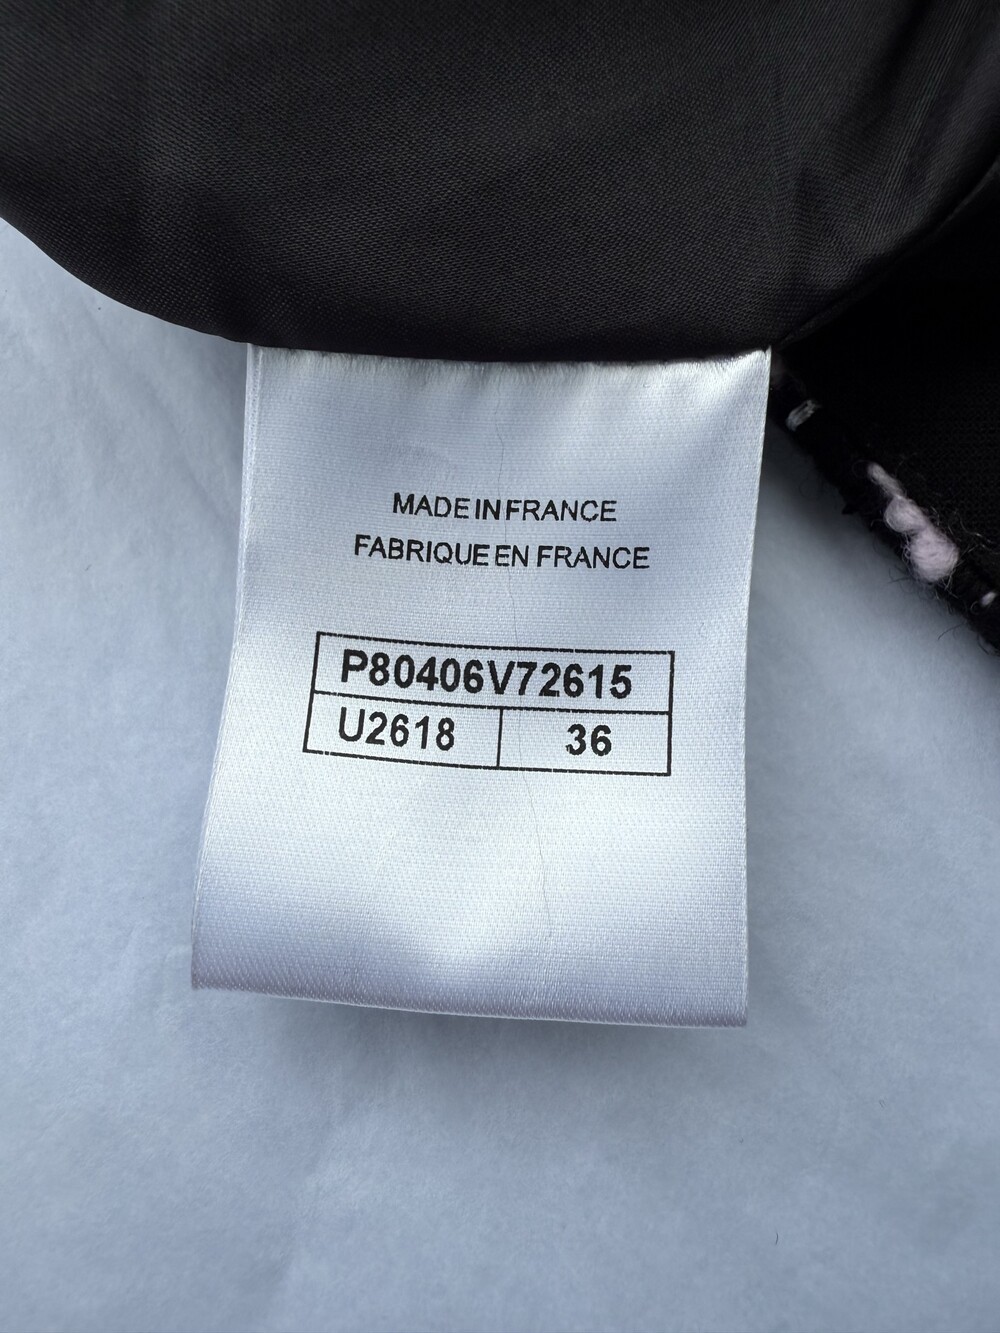 MADE IN FRANCE
FABRIQUE EN FRANCE
P80406V72615
U2618 36